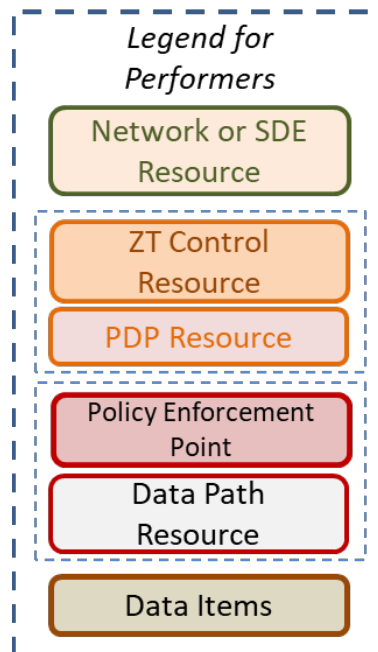 Legend for
Performers
Network or SDE
Resource
ZT Control
Resource
PDP Resource
Policy Enforcement
Point
Data Path
Resource
Data Items